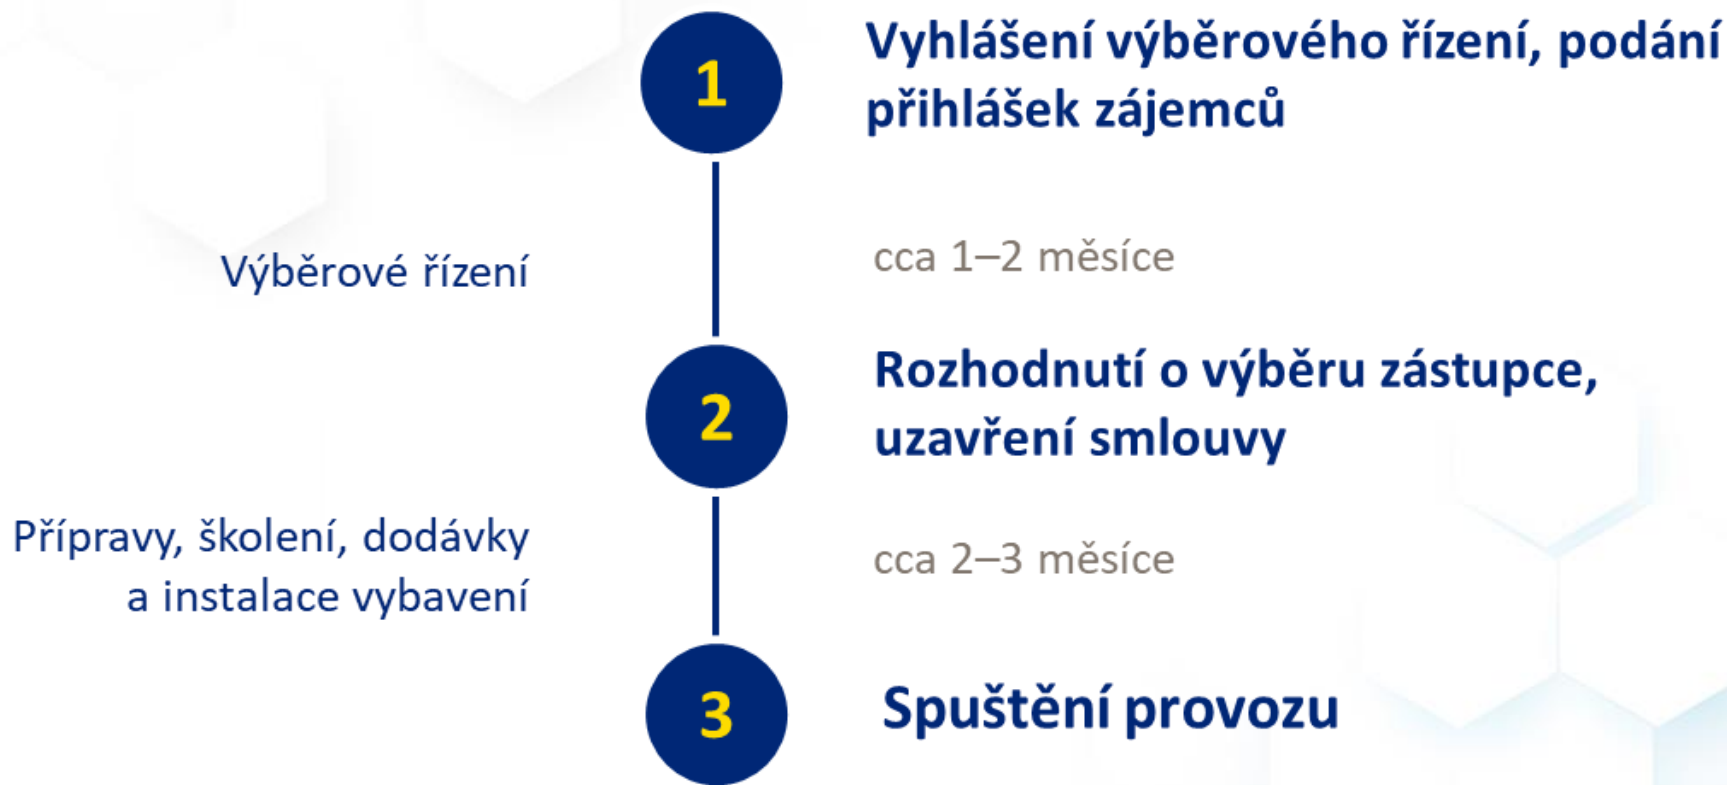 1
Vyhlášení výběrového řízení, podání
přihlášek zájemců
Výběrové řízení
cca 1–2 měsíce
2
Rozhodnutí o výběru zástupce,
uzavření smlouvy
Přípravy, školení, dodávky
a instalace vybavení
cca 2–3 měsíce
3
Spuštění provozu